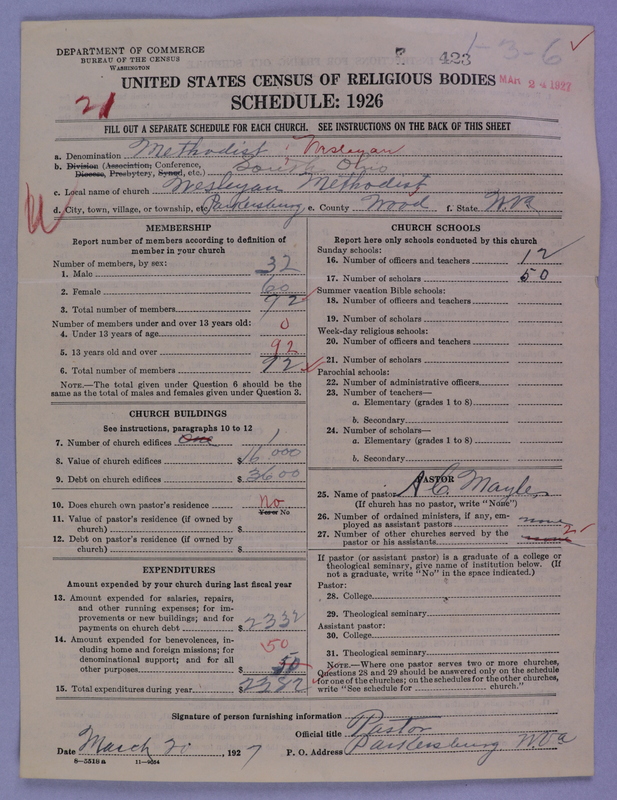 DEPARTMENT OF COMMERCE
BUREAU OF THE CENSUS
WASHINGTON
423
1-3-6
UNITED STATES CENSUS OF RELIGIOUS BODIES
MAR 24 1927
21
SCHEDULE: 1926
FILL OUT A SEPARATE SCHEDULE FOR EACH CHURCH. SEE INSTRUCTIONS ON THE BACK OF THIS SHEET
a. Denomination Methodist, Wesleyan
b. Division (Association, Conference, South Ohio
Diocese, Presbytery, Synod, etc.)
c. Local name of church Wesleyan Methodist
d. City, town, village, or township, etc. Parkersburg e. County Wood f. State W.Va
MEMBERSHIP
Report number of members according to definition of
member in your church
Number of members, by sex:
1. Male 32
2. Female 60
3. Total number of members 92
Number of members under and over 13 years old:
4. Under 13 years of age 0
5. 13 years old and over 92
6. Total number of members 92
NOTE.—The total given under Question 6 should be
same as the total of males and females given under Question 3.
CHURCH BUILDINGS
See instructions, paragraphs 10 to 12
7. Number of church edifices One 1
8. Value of church edifices $16,000
9. Debt on church edifices $3600
10. Does church own pastor's residence No
Yes or No
11. Value of pastor's residence (if owned by
church) $
12. Debt on pastor's residence (if owned by
church) $
EXPENDITURES
Amount expended by your church during last fiscal year
13. Amount expended for salaries, repairs,
and other running expenses; for im-
provements or new buildings; and for
payments on church debt $2332
14. Amount expended for benevolences, in-
cluding home and foreign missions; for
denominational support; and for all
other purposes $50 50
15. Total expenditures during year $2382
CHURCH SCHOOLS
Report here only schools conducted by this church
Sunday schools:
16. Number of officers and teachers 12
17. Number of scholars 50
Summer vacation Bible schools:
18. Number of officers and teachers
19. Number of scholars
Week-day religious schools:
20. Number of officers and teachers
21. Number of scholars
Parochial schools:
22. Number of administrative officers
23. Number of teachers—
a. Elementary (grades 1 to 8)
b. Secondary
24. Number of scholars—
a. Elementary (grades 1 to 8)
b. Secondary
PASTOR
25. Name of pastor A C Mayle
(If church has no pastor, write "None")
26. Number of ordained ministers, if any, em-
ployed as assistant pastors none
27. Number of other churches served by the
pastor or his assistants none
If pastor (or assistant pastor) is a graduate of a college or
theological seminary, give name of institution below. (If
not a graduate, write "No" in the space indicated.)
Pastor:
28. College
29. Theological seminary
Assistant pastor:
30. College
31. Theological seminary
NOTE.—Where one pastor serves two or more churches,
Questions 28 and 29 should be answered only on the schedule
for one of the churches; on the schedules for the other churches,
write "See schedule for church."
Signature of person furnishing information
Official title Pastor
Date March 21, 1927 P. O. Address Parkersburg W.Va
8—5518a 11—9054